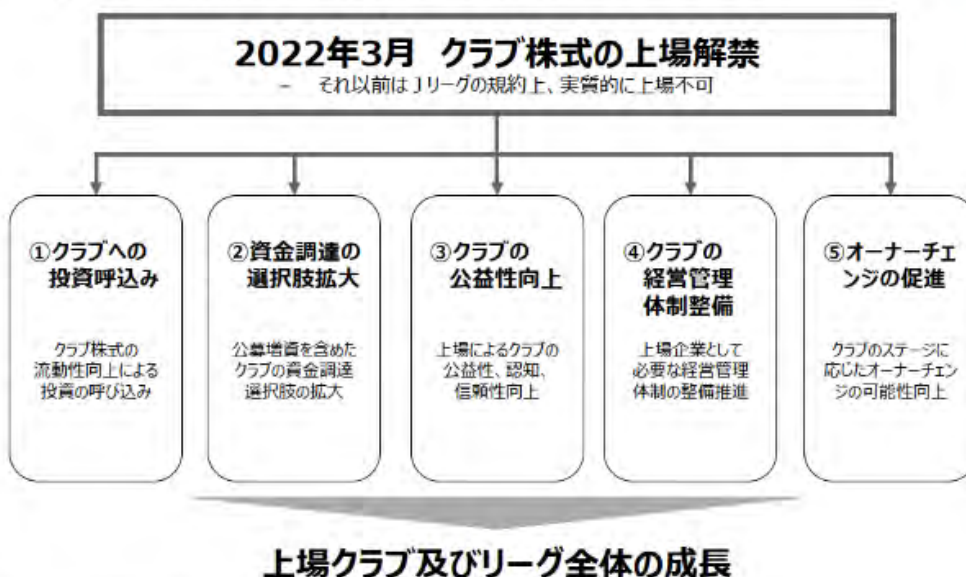 2022年3月 クラブ株式の上場解禁
– それ以前はJリーグの規約上、実質的に上場不可
①クラブへの
投資呼込み
クラブ株式の
流動性向上による
投資の呼び込み
②資金調達の
選択肢拡大
公募増資を含めた
クラブの資金調達
選択肢の拡大
③クラブの
公益性向上
上場によるクラブの
公益性、認知、
信頼性向上
④クラブの
経営管理
体制整備
上場企業として
必要な経営管理
体制の整備推進
⑤オーナーチェ
ンジの促進
クラブのステージに
応じたオーナーチェン
ジの可能性向上
上場クラブ及びリーグ全体の成長